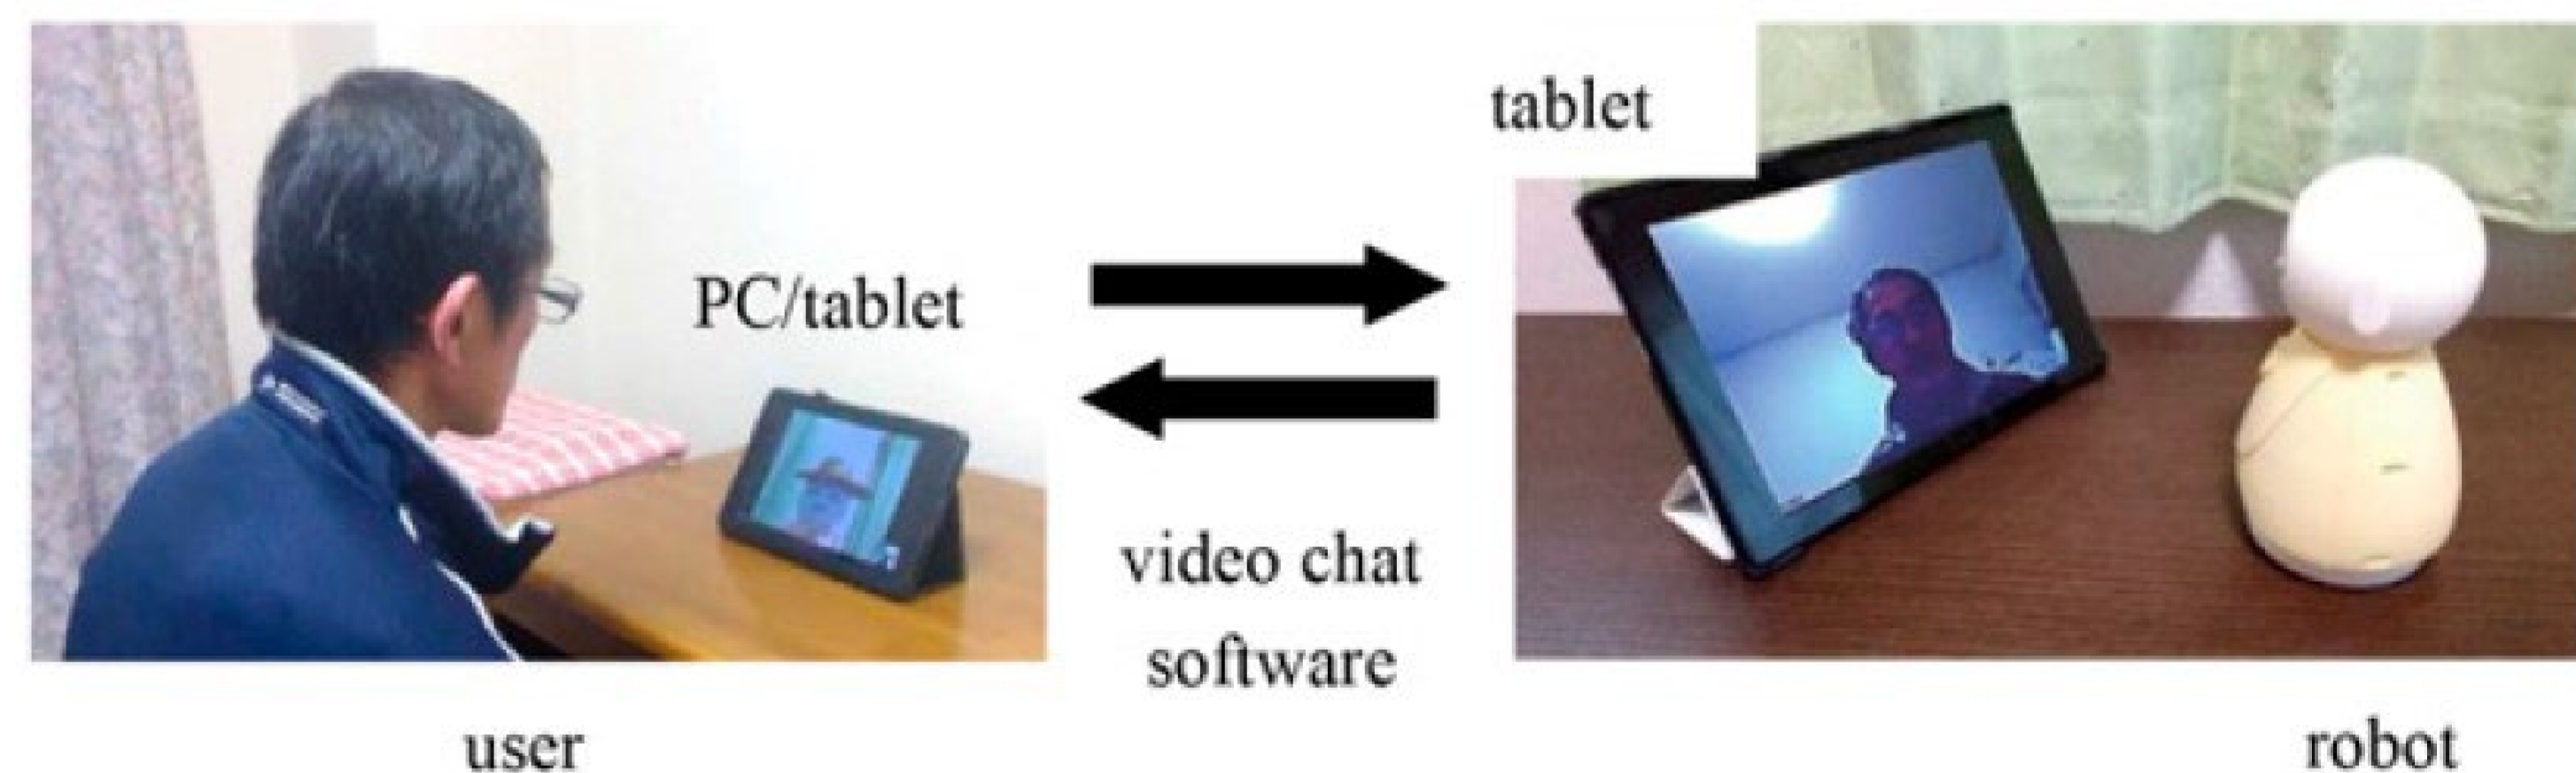 tablet
PC/tablet
video chat
software
user
robot